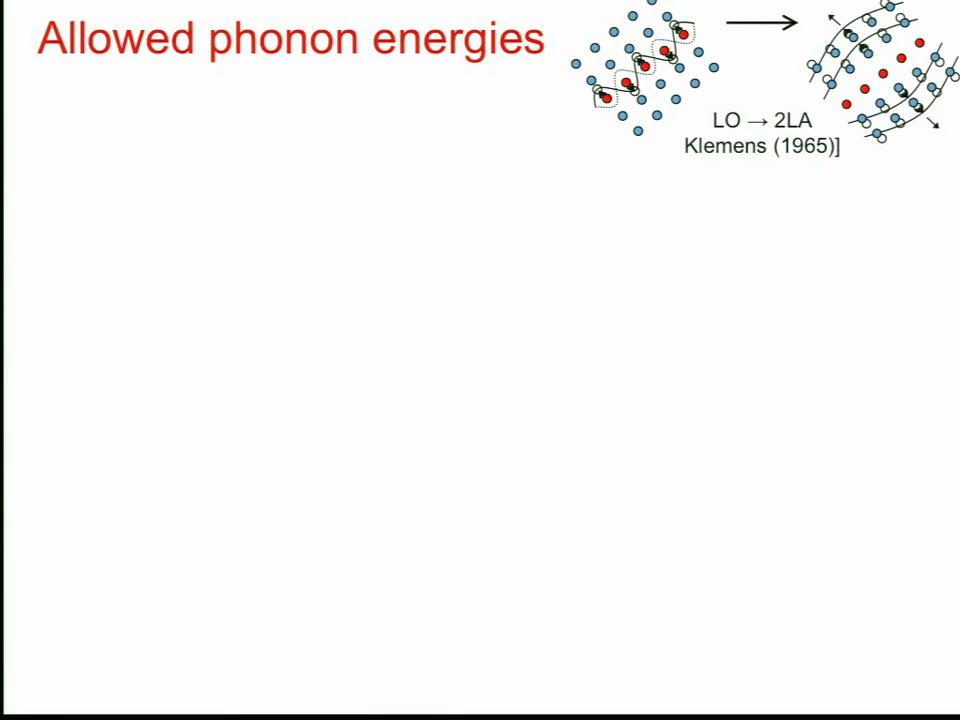 Allowed phonon energies
LO → 2LA
Klemens (1965)]